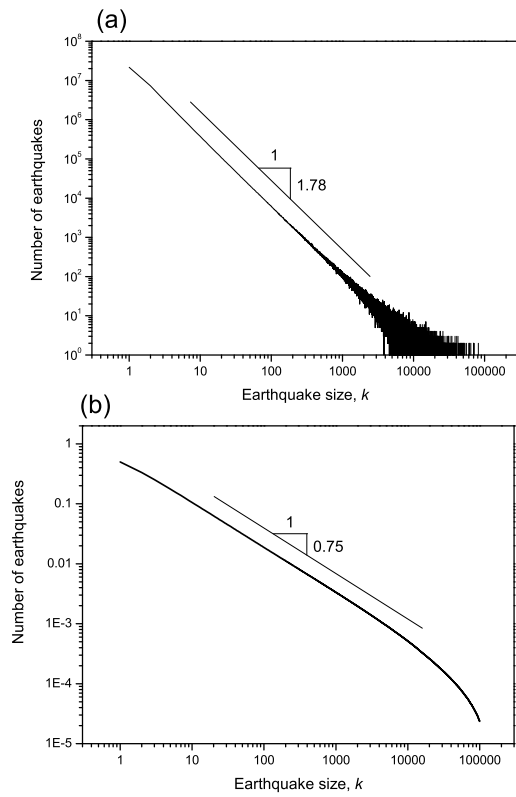 (a)
10^8
10^7
10^6
10^5
10^4
10^3
10^2
10^1
10^0
Number of earthquakes
1
1.78
1 10 100 1000 10000 100000
Earthquake size, k
(b)
1
0.1
0.01
1E-3
1E-4
1E-5
Number of earthquakes
1
0.75
1 10 100 1000 10000 100000
Earthquake size, k